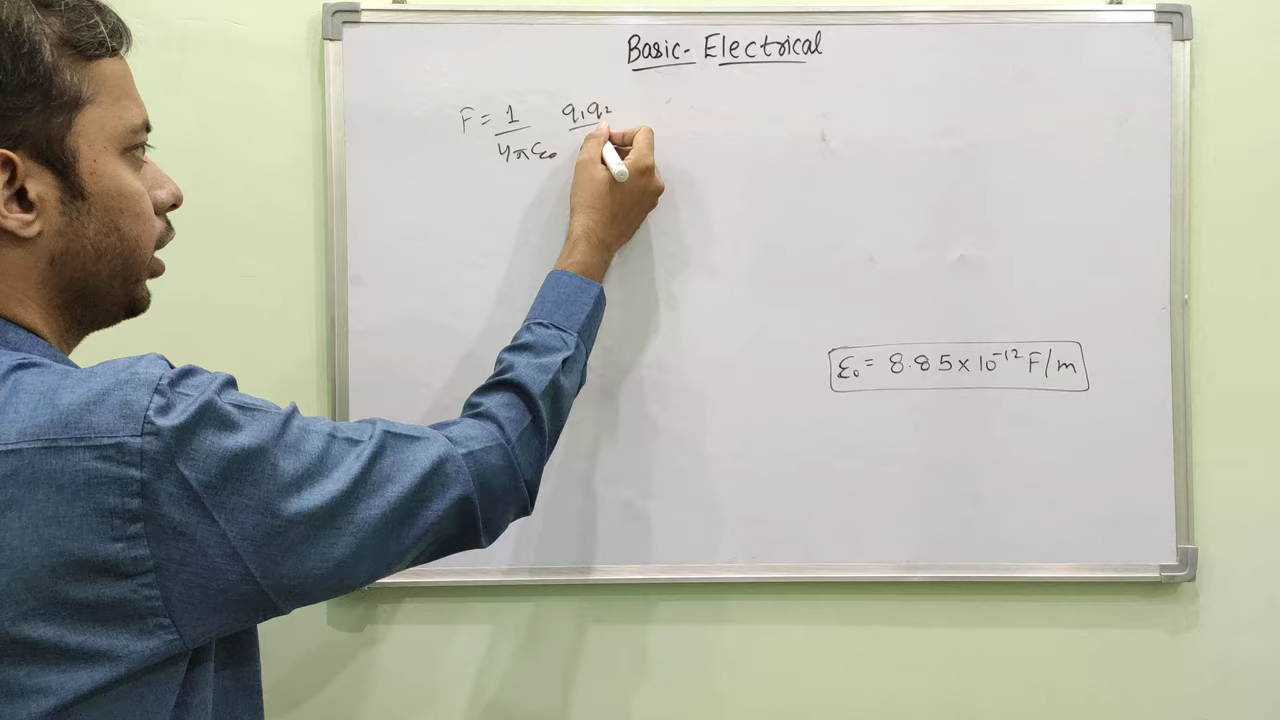 Basic- Electrical
F = 1/4πε₀ q₁q₂
ε₀ = 8.85 x 10⁻¹² F/m